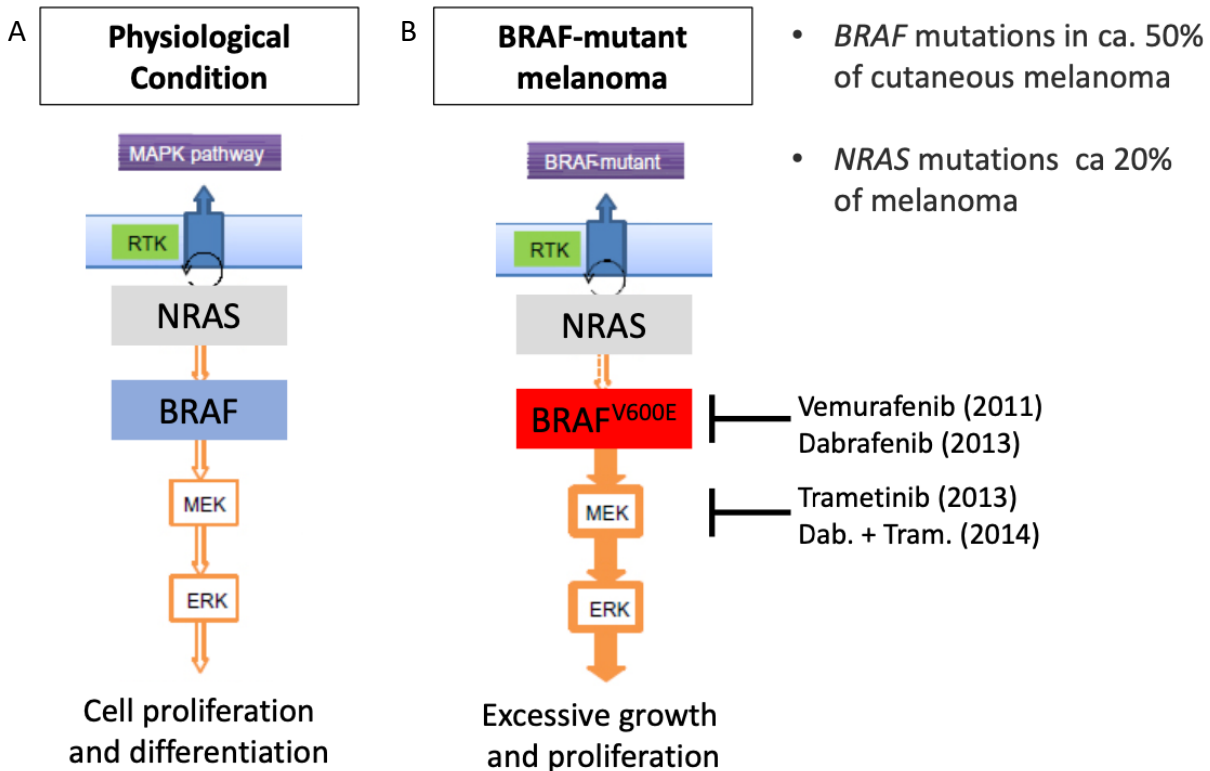 A
Physiological
Condition
MAPK pathway
RTK
NRAS
BRAF
MEK
ERK
Cell proliferation
and differentiation
B
BRAF-mutant
melanoma
BRAF-mutant
RTK
NRAS
BRAFV600E
MEK
ERK
Excessive growth
and proliferation
Vemurafenib (2011)
Dabrafenib (2013)
Trametinib (2013)
Dab. + Tram. (2014)
• BRAF mutations in ca. 50%
of cutaneous melanoma
• NRAS mutations ca 20%
of melanoma